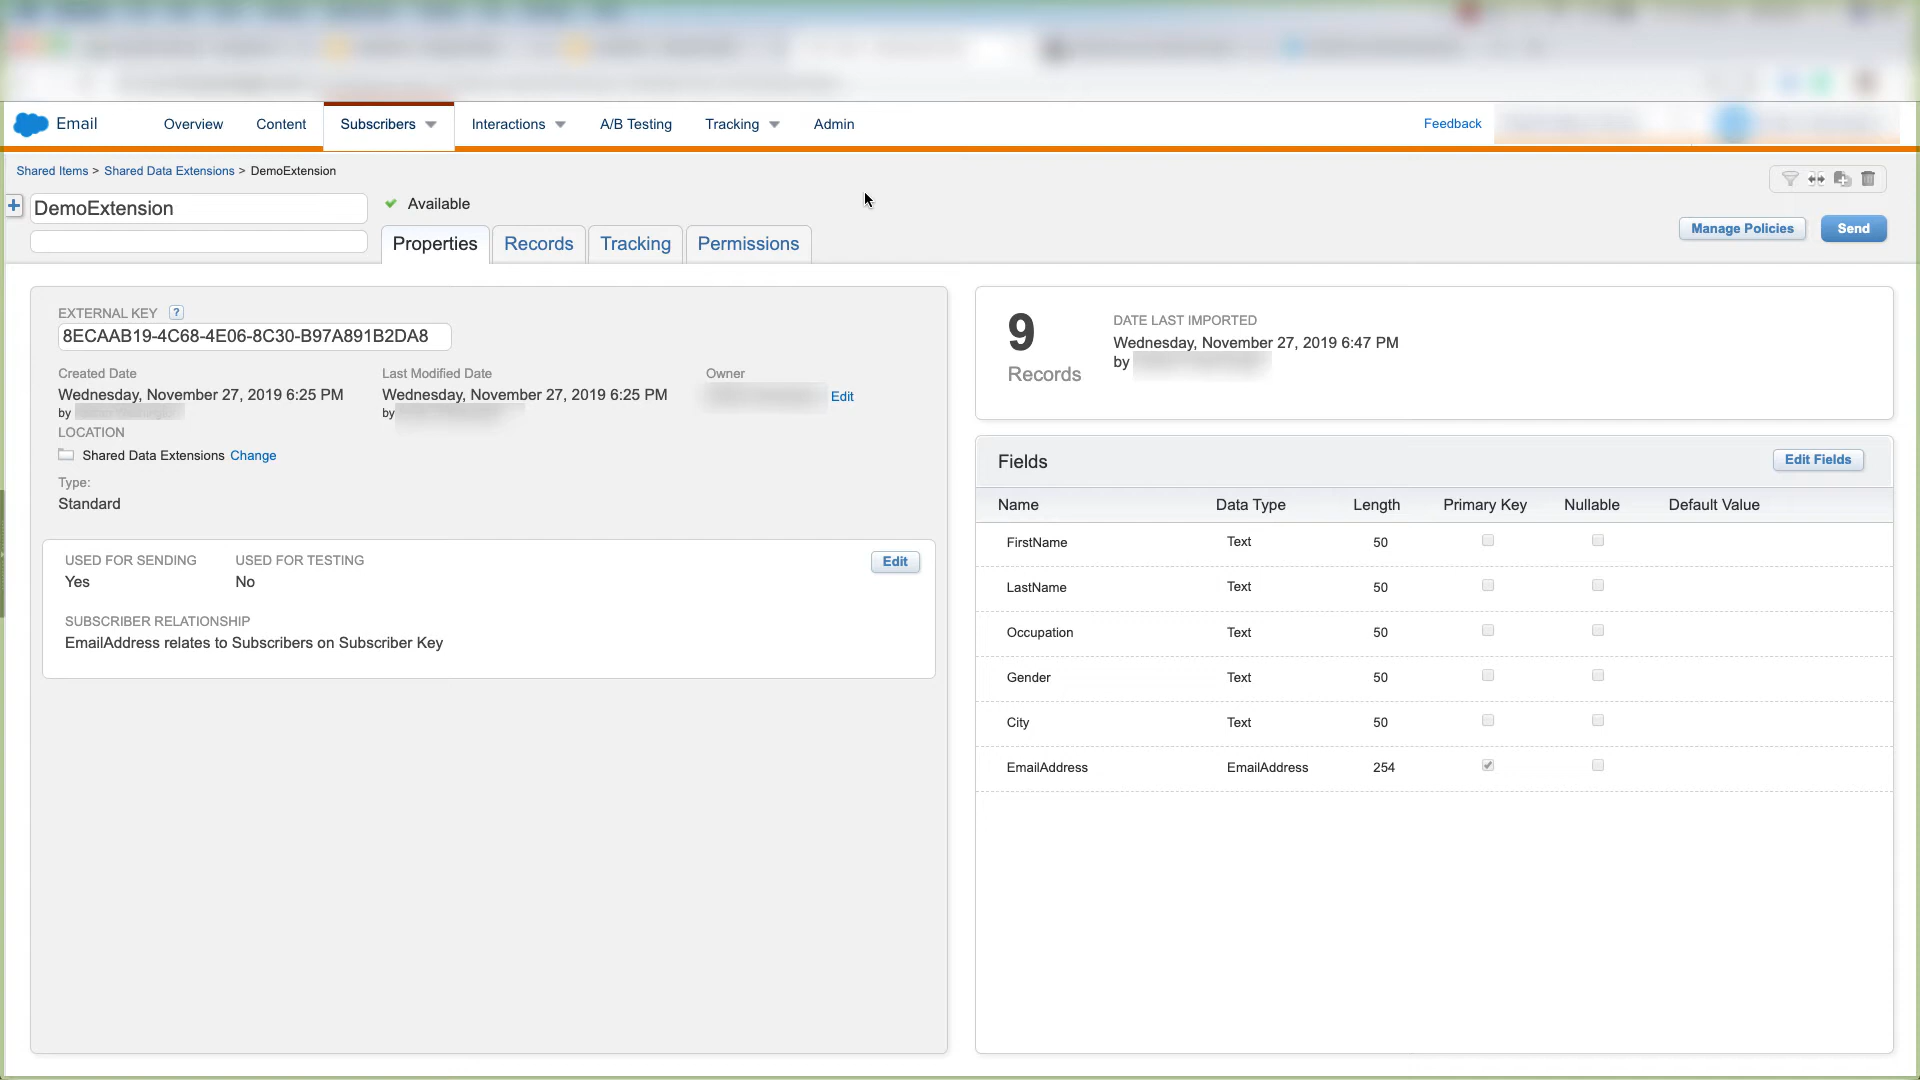 Email
Overview
Content
Subscribers
Interactions
A/B Testing
Tracking
Admin
Feedback
Shared Items > Shared Data Extensions > DemoExtension
DemoExtension
Available
Properties
Records
Tracking
Permissions
Manage Policies
Send
EXTERNAL KEY ?
8ECAAB19-4C68-4E06-8C30-B97A891B2DA8
Created Date
Wednesday, November 27, 2019 6:25 PM
by
Last Modified Date
Wednesday, November 27, 2019 6:25 PM
by
Owner
Edit
LOCATION
Shared Data Extensions Change
Type:
Standard
USED FOR SENDING
Yes
USED FOR TESTING
No
Edit
SUBSCRIBER RELATIONSHIP
EmailAddress relates to Subscribers on Subscriber Key
9
Records
DATE LAST IMPORTED
Wednesday, November 27, 2019 6:47 PM
by
Fields
Edit Fields
Name Data Type Length Primary Key Nullable Default Value
FirstName Text 50
LastName Text 50
Occupation Text 50
Gender Text 50
City Text 50
EmailAddress EmailAddress 254